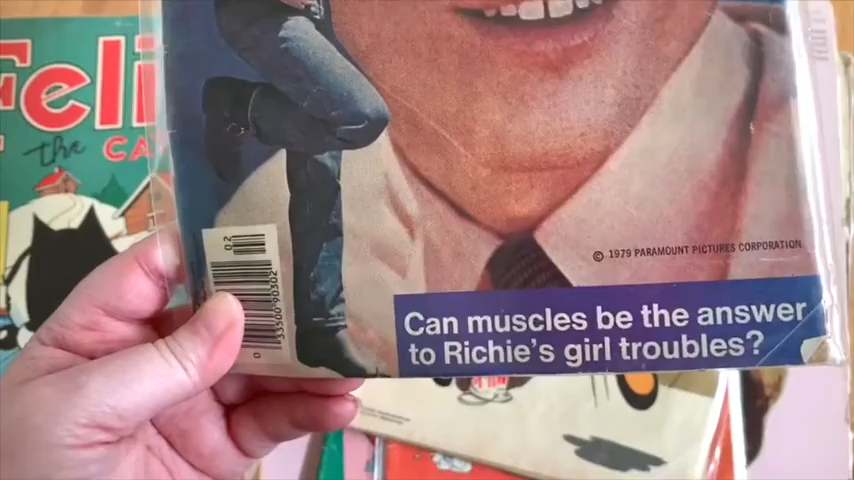 Feli
the CA
02
© 1979 PARAMOUNT PICTURES CORPORATION
33500 90302
0
Can muscles be the answer
to Richie's girl troubles?